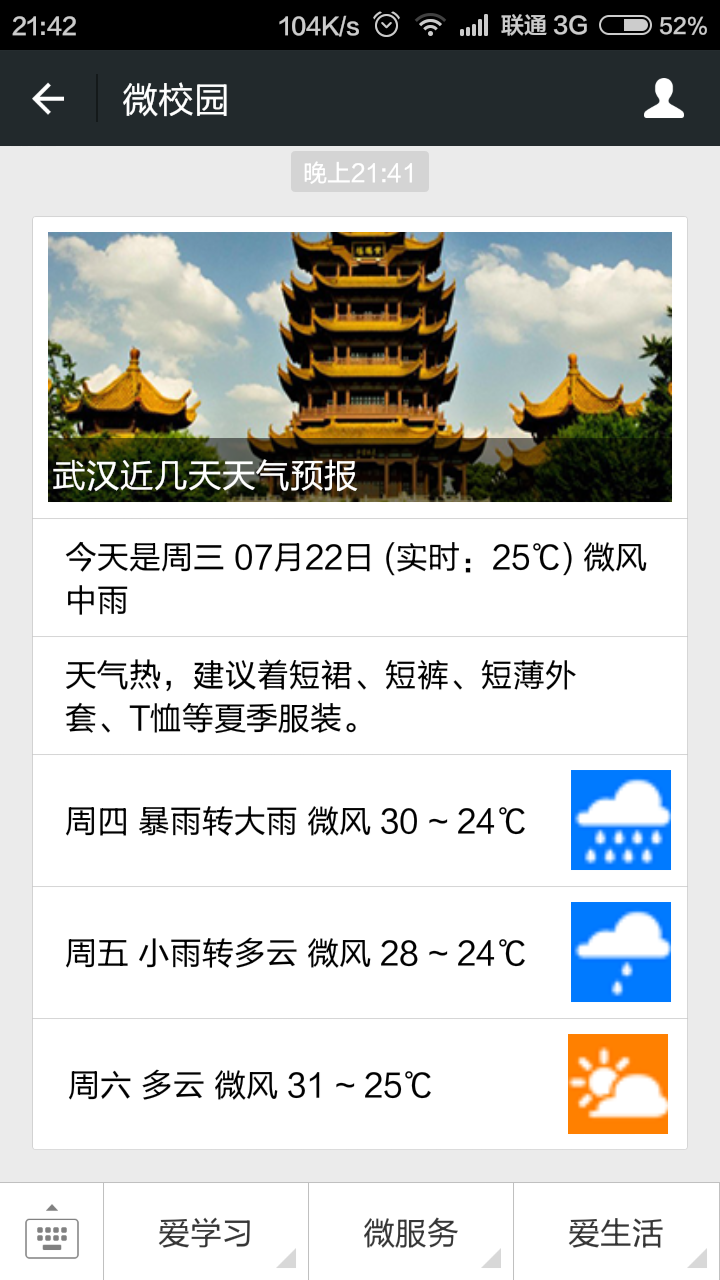 21:42 104K/s 联通 3G 52%
微校园
晚上21:41
武汉近几天天气预报
今天是周三 07月22日 (实时：25℃) 微风
中雨
天气热，建议着短裙、短裤、短薄外
套、T恤等夏季服装。
周四 暴雨转大雨 微风 30 ~ 24℃
周五 小雨转多云 微风 28 ~ 24℃
周六 多云 微风 31 ~ 25℃
爱学习 微服务 爱生活